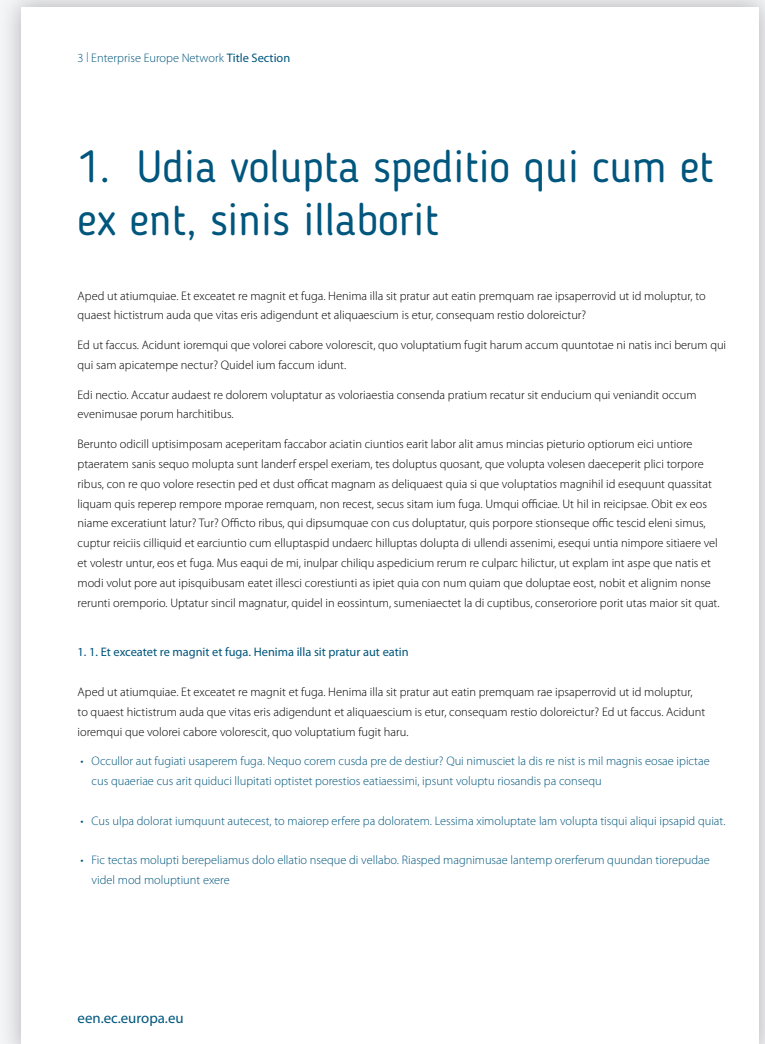 3 | Enterprise Europe Network Title Section
1. Udia volupta speditio qui cum et
ex ent, sinis illaborit
Aped ut atiumquiae. Et exceatet re magnit et fuga. Henima illa sit pratur aut eatin premquam rae ipsaperrovid ut id moluptur, to
quaest hictistrum auda que vitas eris adigendunt et aliquaescium is etur, consequam restio doloreictur?
Ed ut faccus. Acidunt ioremqui que volorei cabore volorescit, quo voluptatium fugit harum accum quuntotae ni natis inci berum qui
qui sam apicatempe nectur? Quidel ium faccum idunt.
Edi nectio. Accatur audaest re dolorem voluptatur as voloriaestia consenda pratium recatur sit enducium qui veniandit occum
evenimusae porum harchitibus.
Berunto odicill uptisimposam aceperitam faccabor aciatin ciuntios earit labor alit amus mincias pieturio optiorum eici untiore
ptaeratem sanis sequo molupta sunt landerf erspel exeriam, tes doluptus quosant, que volupta volesen daeceperit plici torpore
ribus, con re quo volore resectin ped et dust officat magnam as deliquaest quia si que voluptatios magnihil id esequunt quassitat
liquam quis reperep rempore mporae remquam, non recest, secus sitam ium fuga. Umqui officiae. Ut hil in reicipsae. Obit ex eos
niame exceratiunt latur? Tur? Officto ribus, qui dipsumquae con cus doluptatur, quis porpore stionseque offic tescid eleni simus,
cuptur reiciis cilliquid et earciuntio cum elluptaspid undaerc hilluptas dolupta di ullendi assenimi, esequi untia nimpore sitiaere vel
et volestr untur, eos et fuga. Mus eaqui de mi, inulpar chiliqu aspedicium rerum re culparc hilictur, ut explam int aspe que natis et
modi volut pore aut ipisquibusam eatet illesci corestiunti as ipiet quia con num quiam que doluptae eost, nobit et alignim nonse
rerunti oremporio. Uptatur sincil magnatur, quidel in eossintum, sumeniaectet la di cuptibus, conseroriore porit utas maior sit quat.
1. 1. Et exceatet re magnit et fuga. Henima illa sit pratur aut eatin
Aped ut atiumquiae. Et exceatet re magnit et fuga. Henima illa sit pratur aut eatin premquam rae ipsaperrovid ut id moluptur,
to quaest hictistrum auda que vitas eris adigendunt et aliquaescium is etur, consequam restio doloreictur? Ed ut faccus. Acidunt
ioremqui que volorei cabore volorescit, quo voluptatium fugit haru.
• Occullor aut fugiati usaperem fuga. Nequo corem cusda pre de destiur? Qui nimusciet la dis re nist is mil magnis eosae ipictae
cus quaeriae cus arit quiduci llupitati optistet porestios eatiaessimi, ipsunt voluptu riosandis pa consequ
• Cus ulpa dolorat iumquunt autecest, to maiorep erfere pa doloratem. Lessima ximoluptate lam volupta tisqui aliqui ipsapid quiat.
• Fic tectas molupti berepeliamus dolo ellatio nseque di vellabo. Riasped magnimusae lantemp orerferum quundan tiorepudae
videl mod moluptiunt exere
een.ec.europa.eu